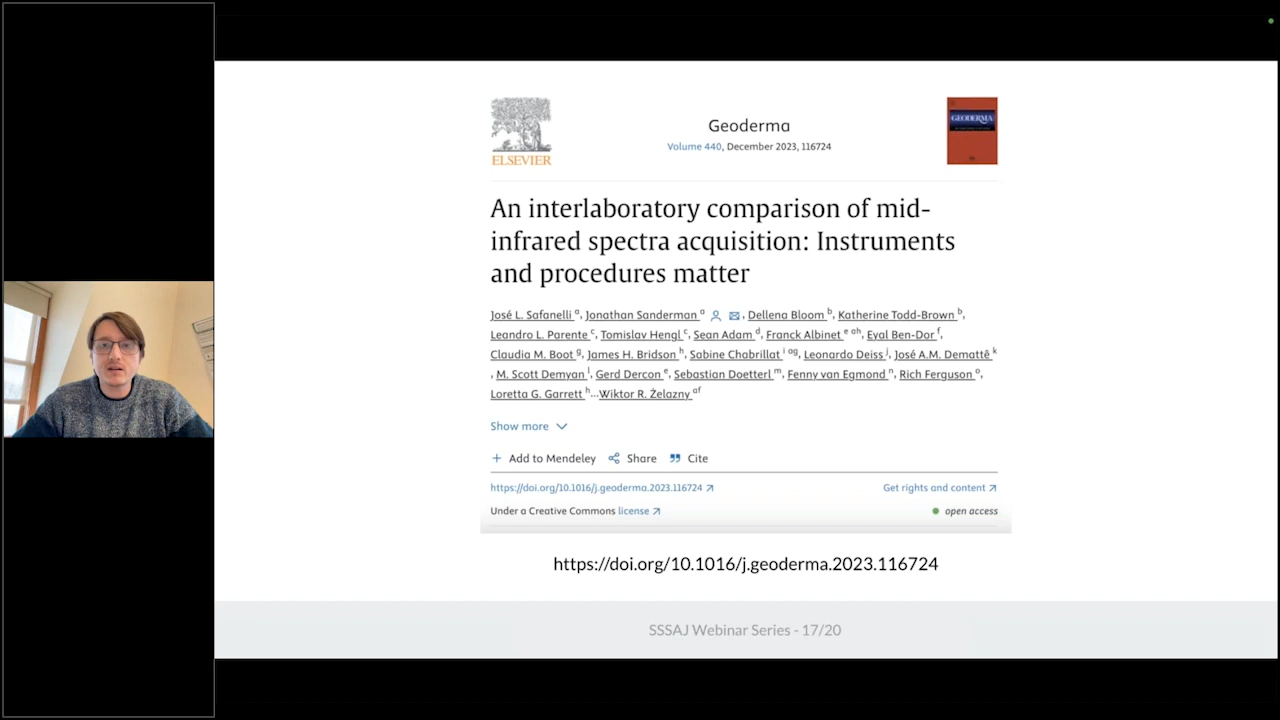 ELSEVIER
Geoderma
Volume 440, December 2023, 116724
GEODERMA
An interlaboratory comparison of mid-
infrared spectra acquisition: Instruments
and procedures matter
José L. Safanelli a, Jonathan Sanderman a, Dellena Bloom b, Katherine Todd-Brown b,
Leandro L. Parente c, Tomislav Hengl c, Sean Adam d, Franck Albinet e ah, Eyal Ben-Dor f,
Claudia M. Boot g, James H. Bridson h, Sabine Chabrillat i ag, Leonardo Deiss j, José A.M. Demattê k
, M. Scott Demyan l, Gerd Dercon e, Sebastian Doetterl m, Fenny van Egmond n, Rich Ferguson o,
Loretta G. Garrett h...Wiktor R. Żelazny af
Show more
+ Add to Mendeley Share Cite
https://doi.org/10.1016/j.geoderma.2023.116724
Get rights and content
Under a Creative Commons license
open access
https://doi.org/10.1016/j.geoderma.2023.116724
SSSAJ Webinar Series - 17/20